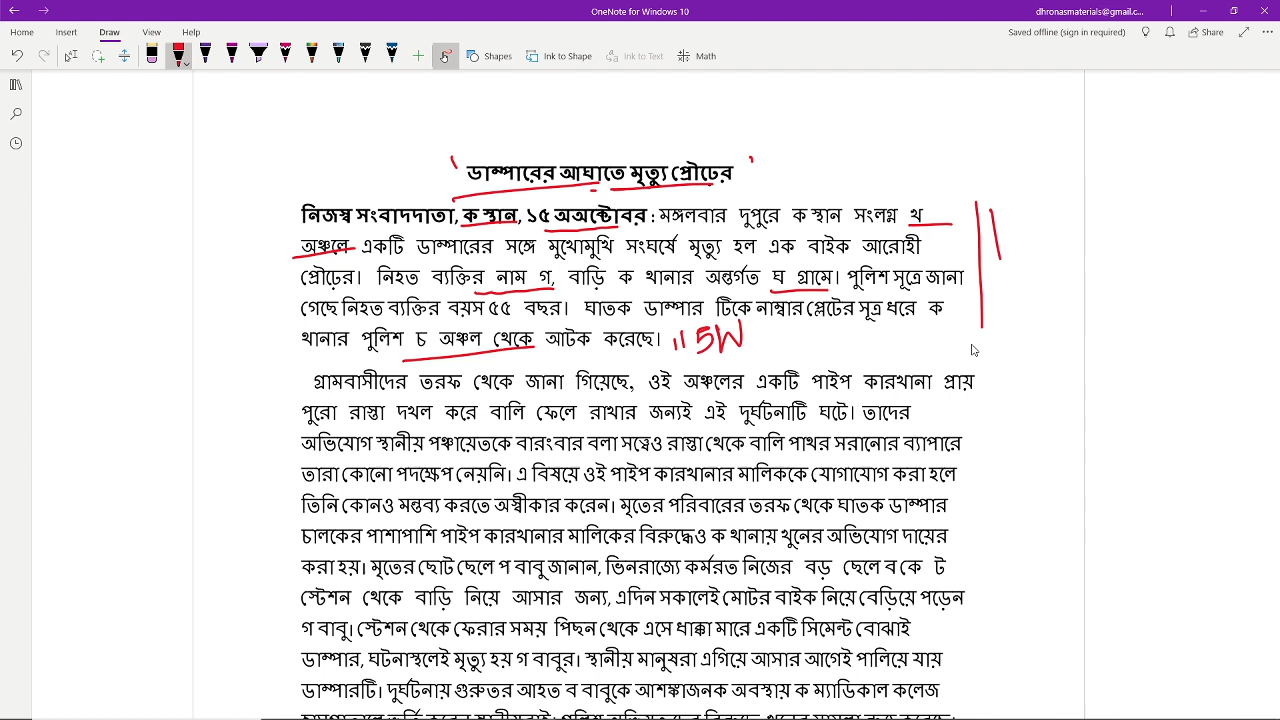 OneNote for Windows 10
dhronasmaterials@gmail.c...
Home Insert Draw View Help
Saved offline (sign in required) Share
Shapes Ink to Shape Ink to Text Math
ডাম্পারের আঘাতে মৃত্যু প্রৌঢ়ের
নিজস্ব সংবাদদাতা, ক স্থান, ১৫ অঅক্টোবর : মঙ্গলবার দুপুরে ক স্থান সংলগ্ন খ
অঞ্চলে একটি ডাম্পারের সঙ্গে মুখোমুখি সংঘর্ষে মৃত্যু হল এক বাইক আরোহী
প্রৌঢ়ের। নিহত ব্যক্তির নাম গ, বাড়ি ক থানার অন্তর্গত ঘ গ্রামে। পুলিশ সূত্রে জানা
গেছে নিহত ব্যক্তির বয়স ৫৫ বছর। ঘাতক ডাম্পার টিকে নাম্বার প্লেটের সূত্র ধরে ক
থানার পুলিশ চ অঞ্চল থেকে আটক করেছে। 5W
গ্রামবাসীদের তরফ থেকে জানা গিয়েছে, ওই অঞ্চলের একটি পাইপ কারখানা প্রায়
পুরো রাস্তা দখল করে বালি ফেলে রাখার জন্যই এই দুর্ঘটনাটি ঘটে। তাদের
অভিযোগ স্থানীয় পঞ্চায়েতকে বারংবার বলা সত্ত্বেও রাস্তা থেকে বালি পাথর সরানোর ব্যাপারে
তারা কোনো পদক্ষেপ নেয়নি। এ বিষয়ে ওই পাইপ কারখানার মালিককে যোগাযোগ করা হলে
তিনি কোনও মন্তব্য করতে অস্বীকার করেন। মৃতের পরিবারের তরফ থেকে ঘাতক ডাম্পার
চালকের পাশাপাশি পাইপ কারখানার মালিকের বিরুদ্ধেও ক থানায় খুনের অভিযোগ দায়ের
করা হয়। মৃতের ছোট ছেলে প বাবু জানান, ভিনরাজ্যে কর্মরত নিজের বড় ছেলে ব কে ট
স্টেশন থেকে বাড়ি নিয়ে আসার জন্য, এদিন সকালেই মোটর বাইক নিয়ে বেড়িয়ে পড়েন
গ বাবু। স্টেশন থেকে ফেরার সময় পিছন থেকে এসে ধাক্কা মারে একটি সিমেন্ট বোঝাই
ডাম্পার, ঘটনাস্থলেই মৃত্যু হয় গ বাবুর। স্থানীয় মানুষরা এগিয়ে আসার আগেই পালিয়ে যায়
ডাম্পারটি। দুর্ঘটনায় গুরুতর আহত ব বাবুকে আশঙ্কাজনক অবস্থায় ক ম্যাডিকাল কলেজ